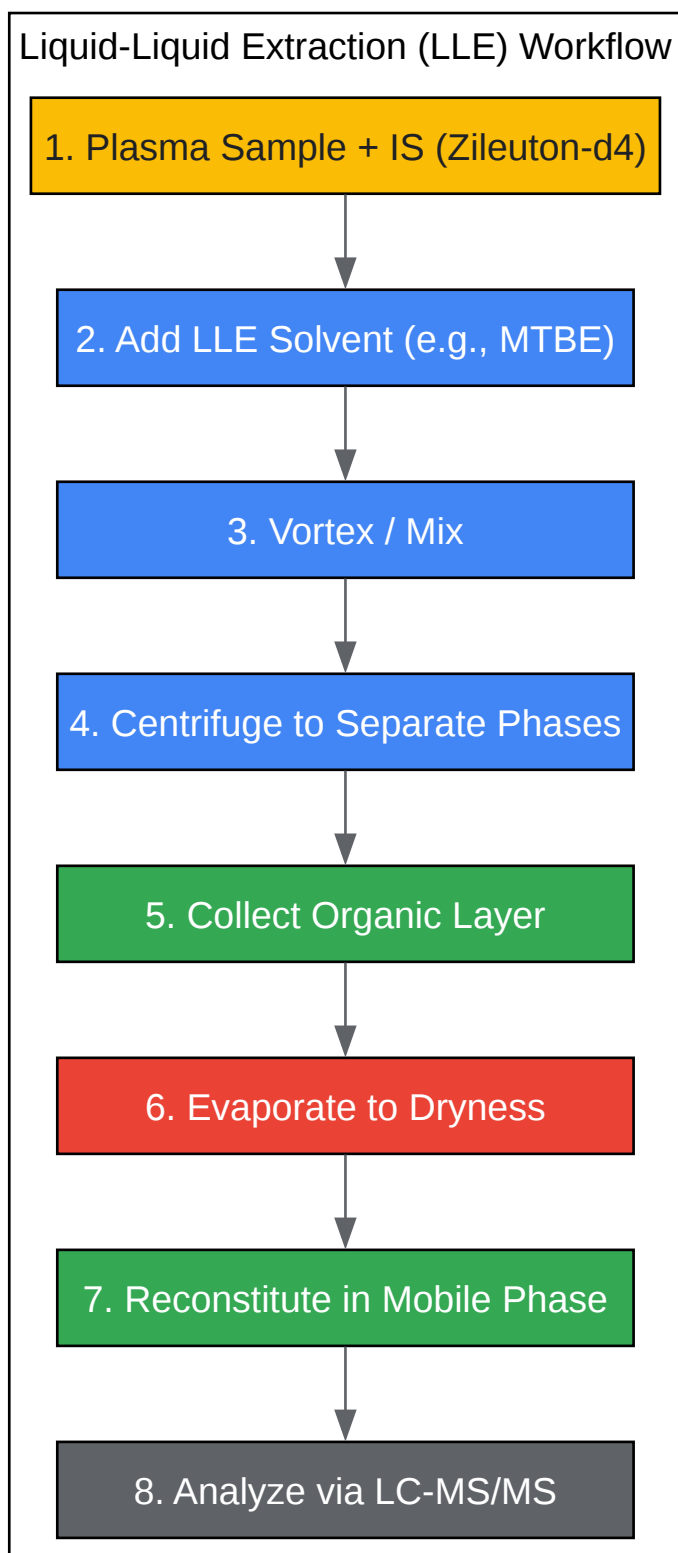 Liquid-Liquid Extraction (LLE) Workflow
1. Plasma Sample + IS (Zileuton-d4)
2. Add LLE Solvent (e.g., MTBE)
3. Vortex / Mix
4. Centrifuge to Separate Phases
5. Collect Organic Layer
6. Evaporate to Dryness
7. Reconstitute in Mobile Phase
8. Analyze via LC-MS/MS